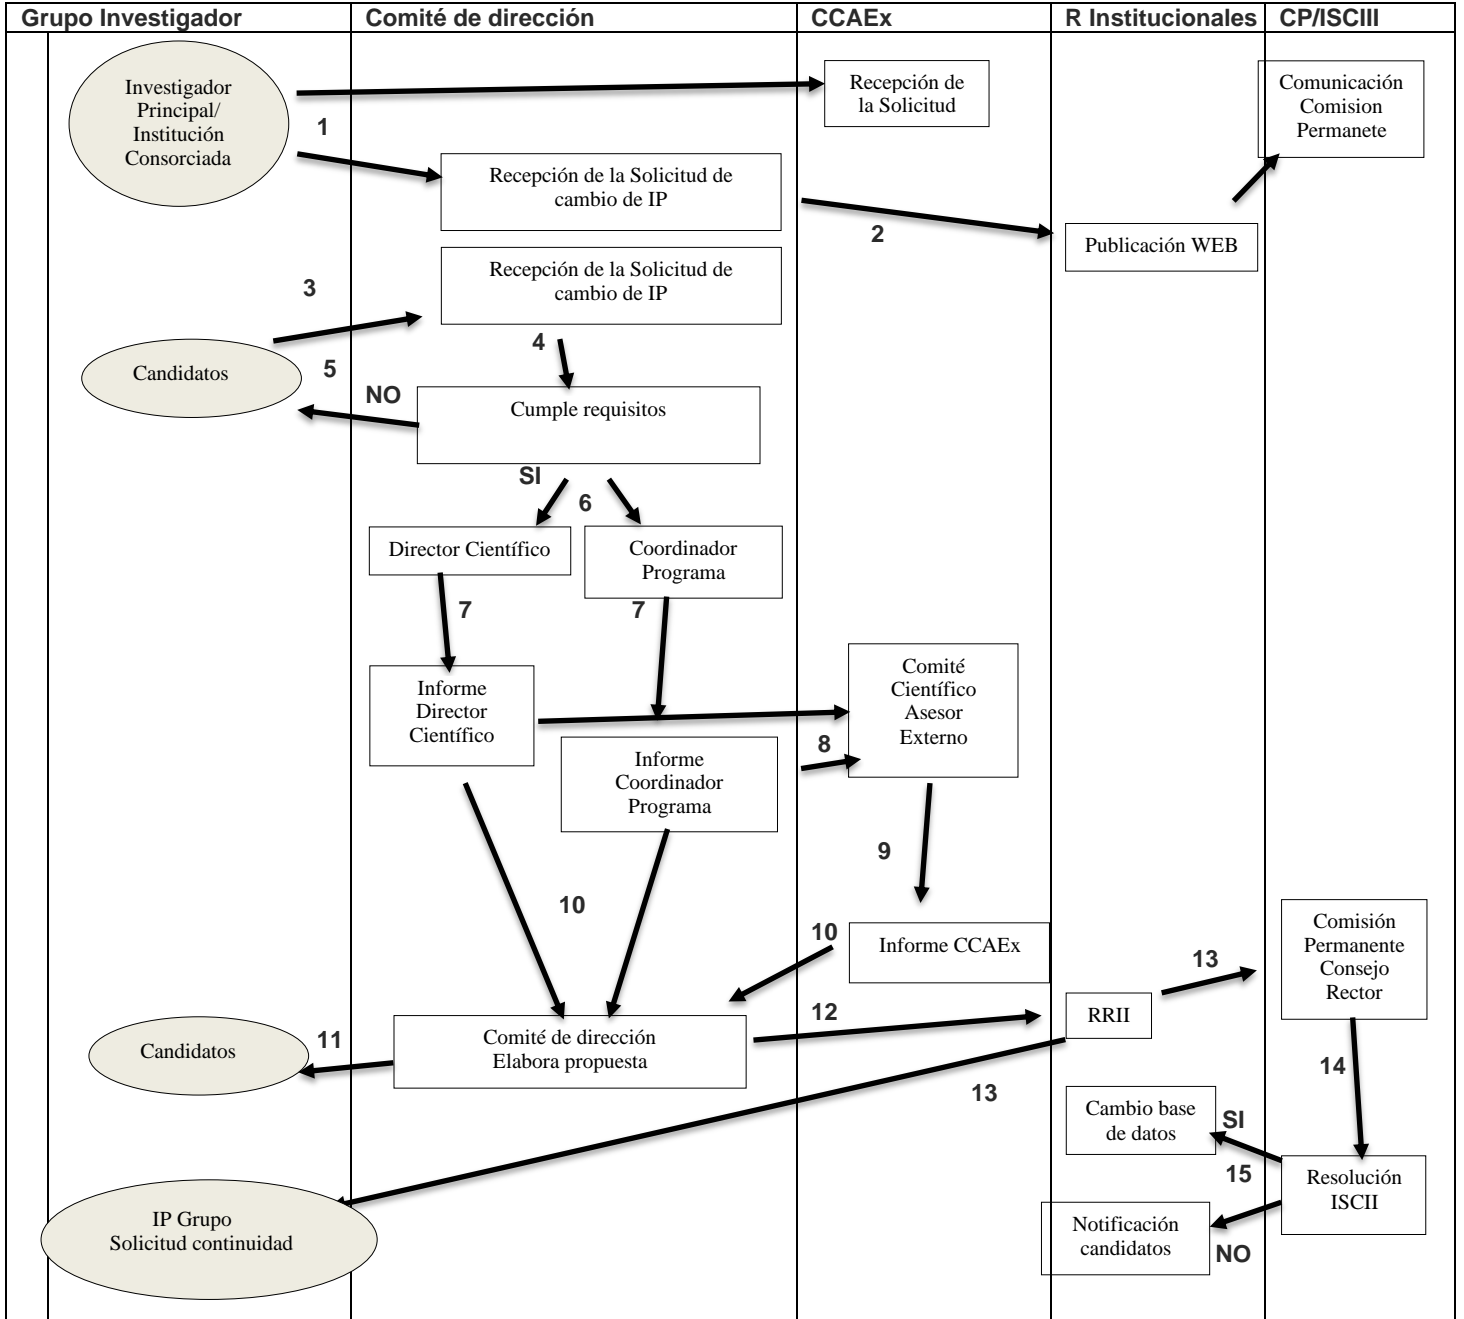 Grupo Investigador
Comité de dirección
CCAEx
R Institucionales
CP/ISCIII
Investigador
Principal/
Institución
Consorciada
1
Recepción de
la Solicitud
Comunicación
Comision
Permanete
Recepción de la Solicitud de
cambio de IP
2
Publicación WEB
3
Recepción de la Solicitud de
cambio de IP
4
Candidatos
5
NO
Cumple requisitos
SI
6
Director Científico
Coordinador
Programa
7
7
Informe
Director
Científico
Comité
Científico
Asesor
Externo
8
Informe
Coordinador
Programa
9
10
10
Informe CCAEx
Comisión
Permanente
Consejo
Rector
13
12
RRII
Candidatos
11
Comité de dirección
Elabora propuesta
13
14
Cambio base
de datos
SI
15
Resolución
ISCII
IP Grupo
Solicitud continuidad
Notificación
candidatos
NO